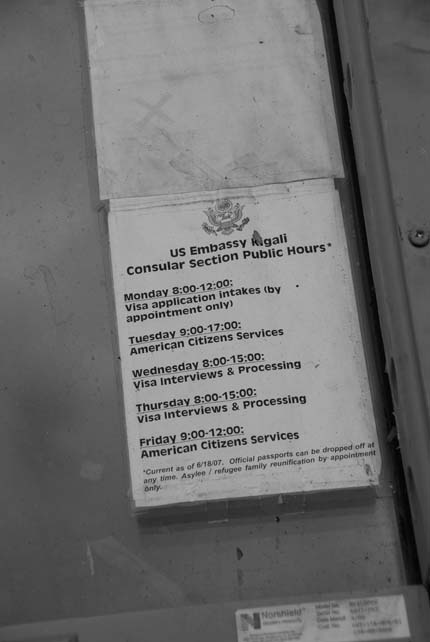 US Embassy Kigali
Consular Section Public Hours*
Monday 8:00-12:00:
Visa application intakes (by
appointment only)
Tuesday 9:00-17:00:
American Citizens Services
Wednesday 8:00-15:00:
Visa Interviews & Processing
Thursday 8:00-15:00:
Visa Interviews & Processing
Friday 9:00-12:00:
American Citizens Services
*Current as of 6/18/07. Official passports can be dropped off at
any time. Asylee / refugee family reunification by appointment
only.
Norshield